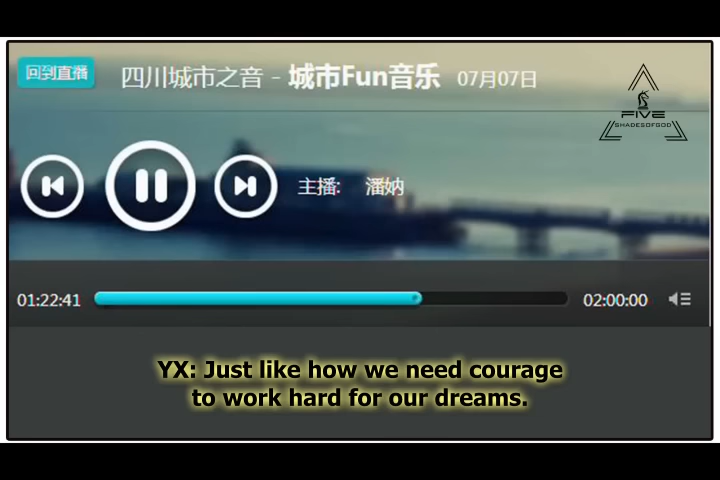 回到直播
四川城市之音 - 城市Fun音乐 07月07日
FIVE
SHADESOFGOD
主播: 潘妠
01:22:41
02:00:00
YX: Just like how we need courage
to work hard for our dreams.